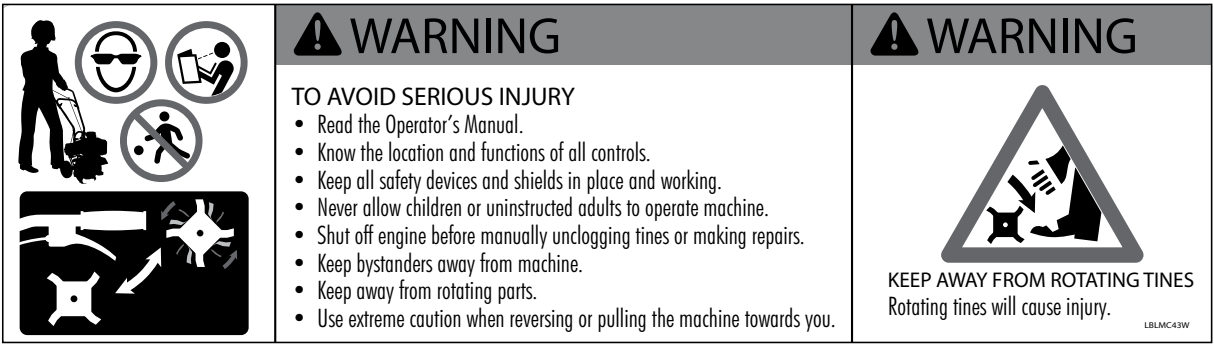 WARNING
TO AVOID SERIOUS INJURY
• Read the Operator's Manual.
• Know the location and functions of all controls.
• Keep all safety devices and shields in place and working.
• Never allow children or uninstructed adults to operate machine.
• Shut off engine before manually unclogging tines or making repairs.
• Keep bystanders away from machine.
• Keep away from rotating parts.
• Use extreme caution when reversing or pulling the machine towards you.
WARNING
KEEP AWAY FROM ROTATING TINES
Rotating tines will cause injury.
LBLMC43W